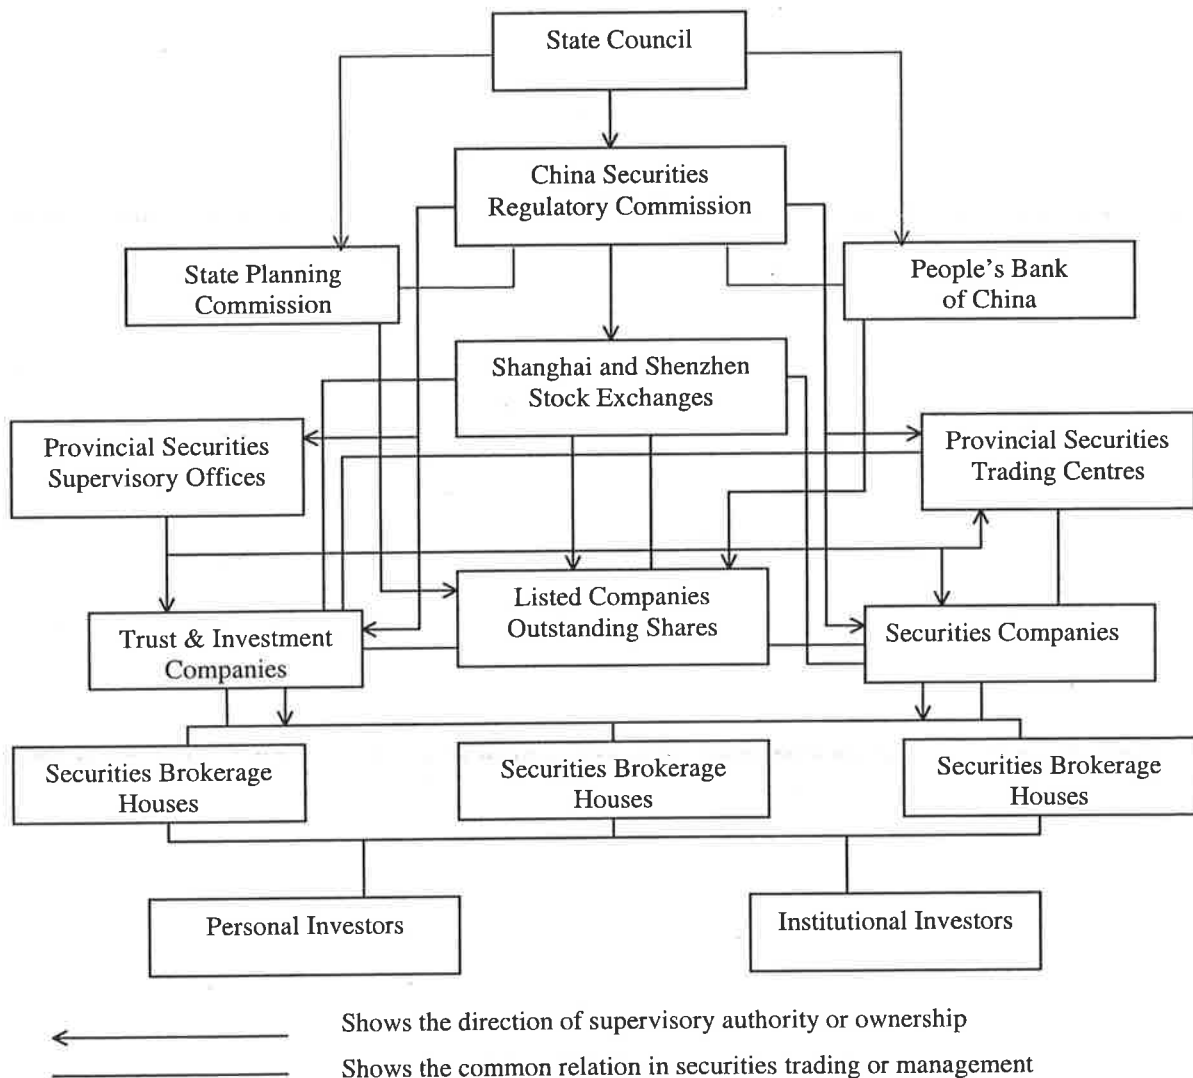 State Council
China Securities
Regulatory Commission
State Planning
Commission
People's Bank
of China
Shanghai and Shenzhen
Stock Exchanges
Provincial Securities
Supervisory Offices
Provincial Securities
Trading Centres
Listed Companies
Outstanding Shares
Trust & Investment
Companies
Securities Companies
Securities Brokerage
Houses
Securities Brokerage
Houses
Securities Brokerage
Houses
Personal Investors
Institutional Investors
Shows the direction of supervisory authority or ownership
Shows the common relation in securities trading or management